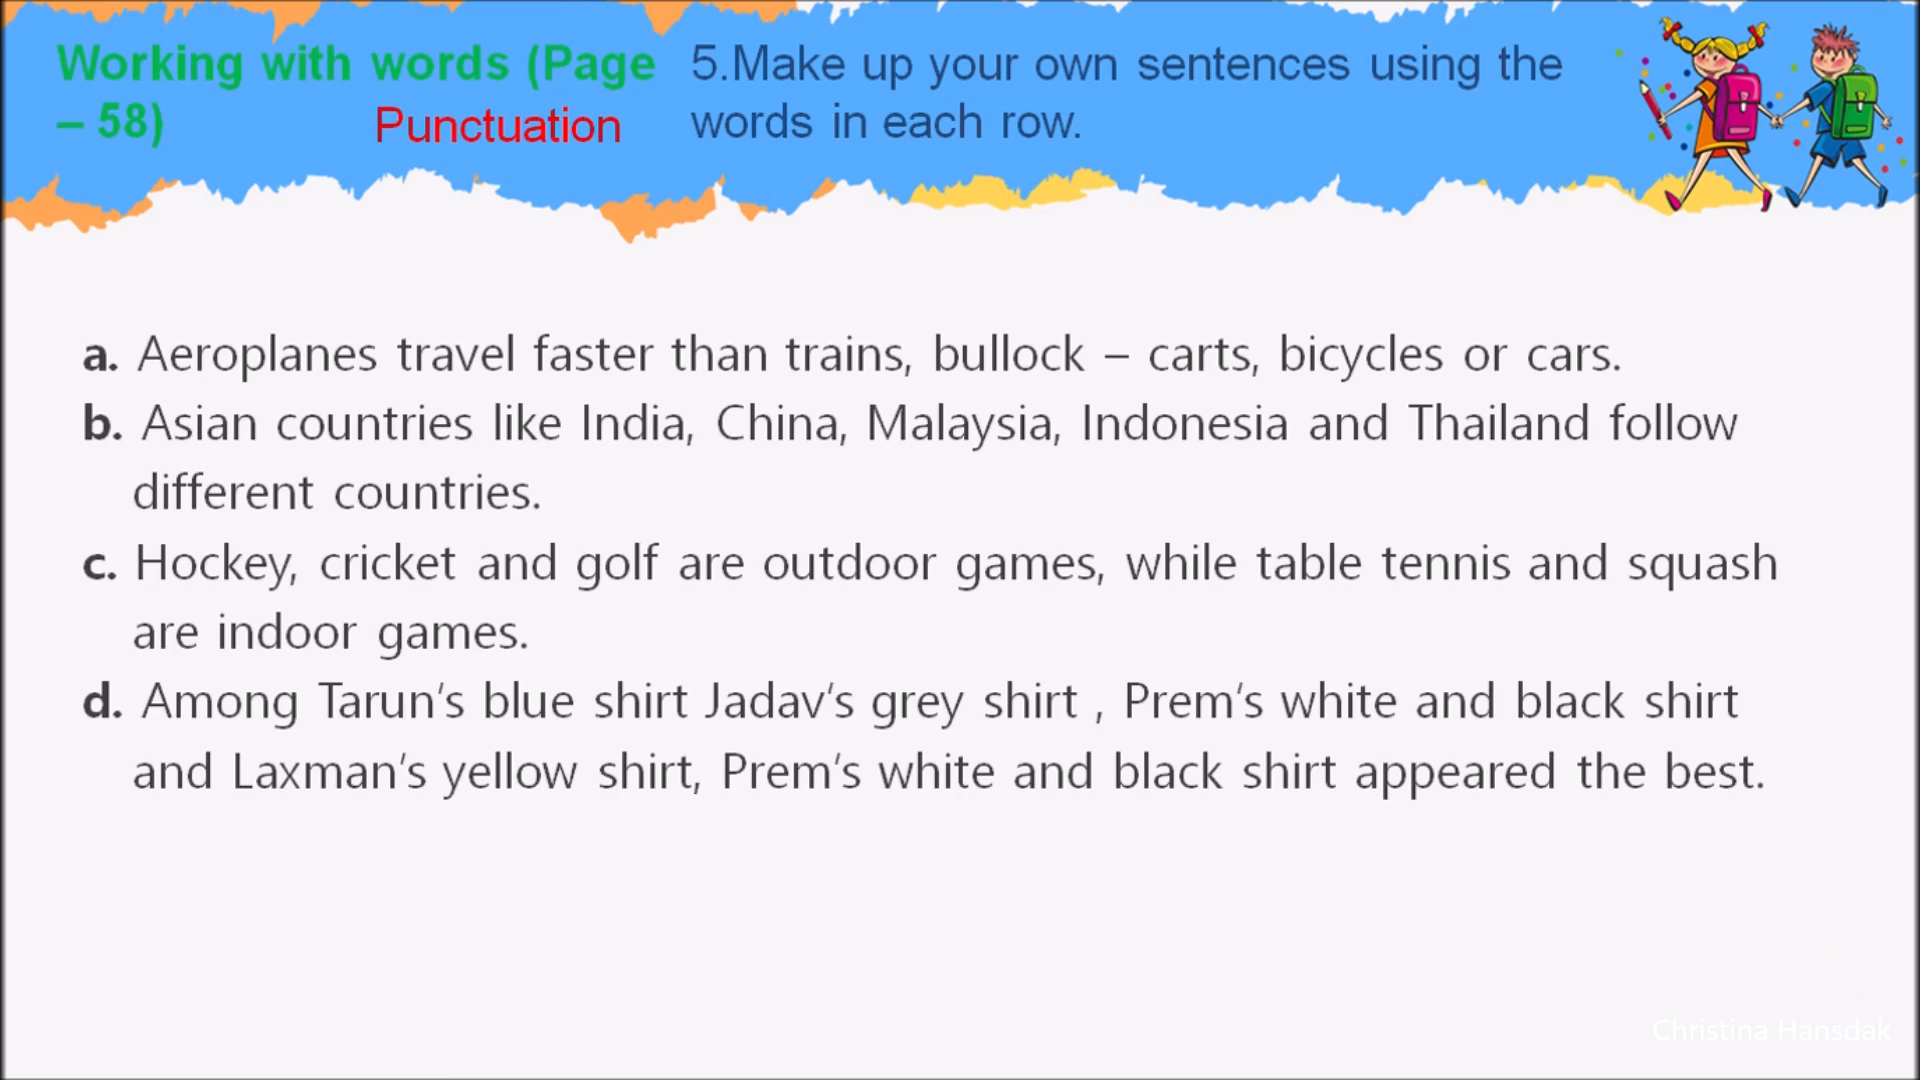 Working with words (Page
– 58)
Punctuation
5.Make up your own sentences using the
words in each row.
a. Aeroplanes travel faster than trains, bullock – carts, bicycles or cars.
b. Asian countries like India, China, Malaysia, Indonesia and Thailand follow
different countries.
c. Hockey, cricket and golf are outdoor games, while table tennis and squash
are indoor games.
d. Among Tarun’s blue shirt Jadav’s grey shirt , Prem’s white and black shirt
and Laxman’s yellow shirt, Prem’s white and black shirt appeared the best.
Christina Hansdak